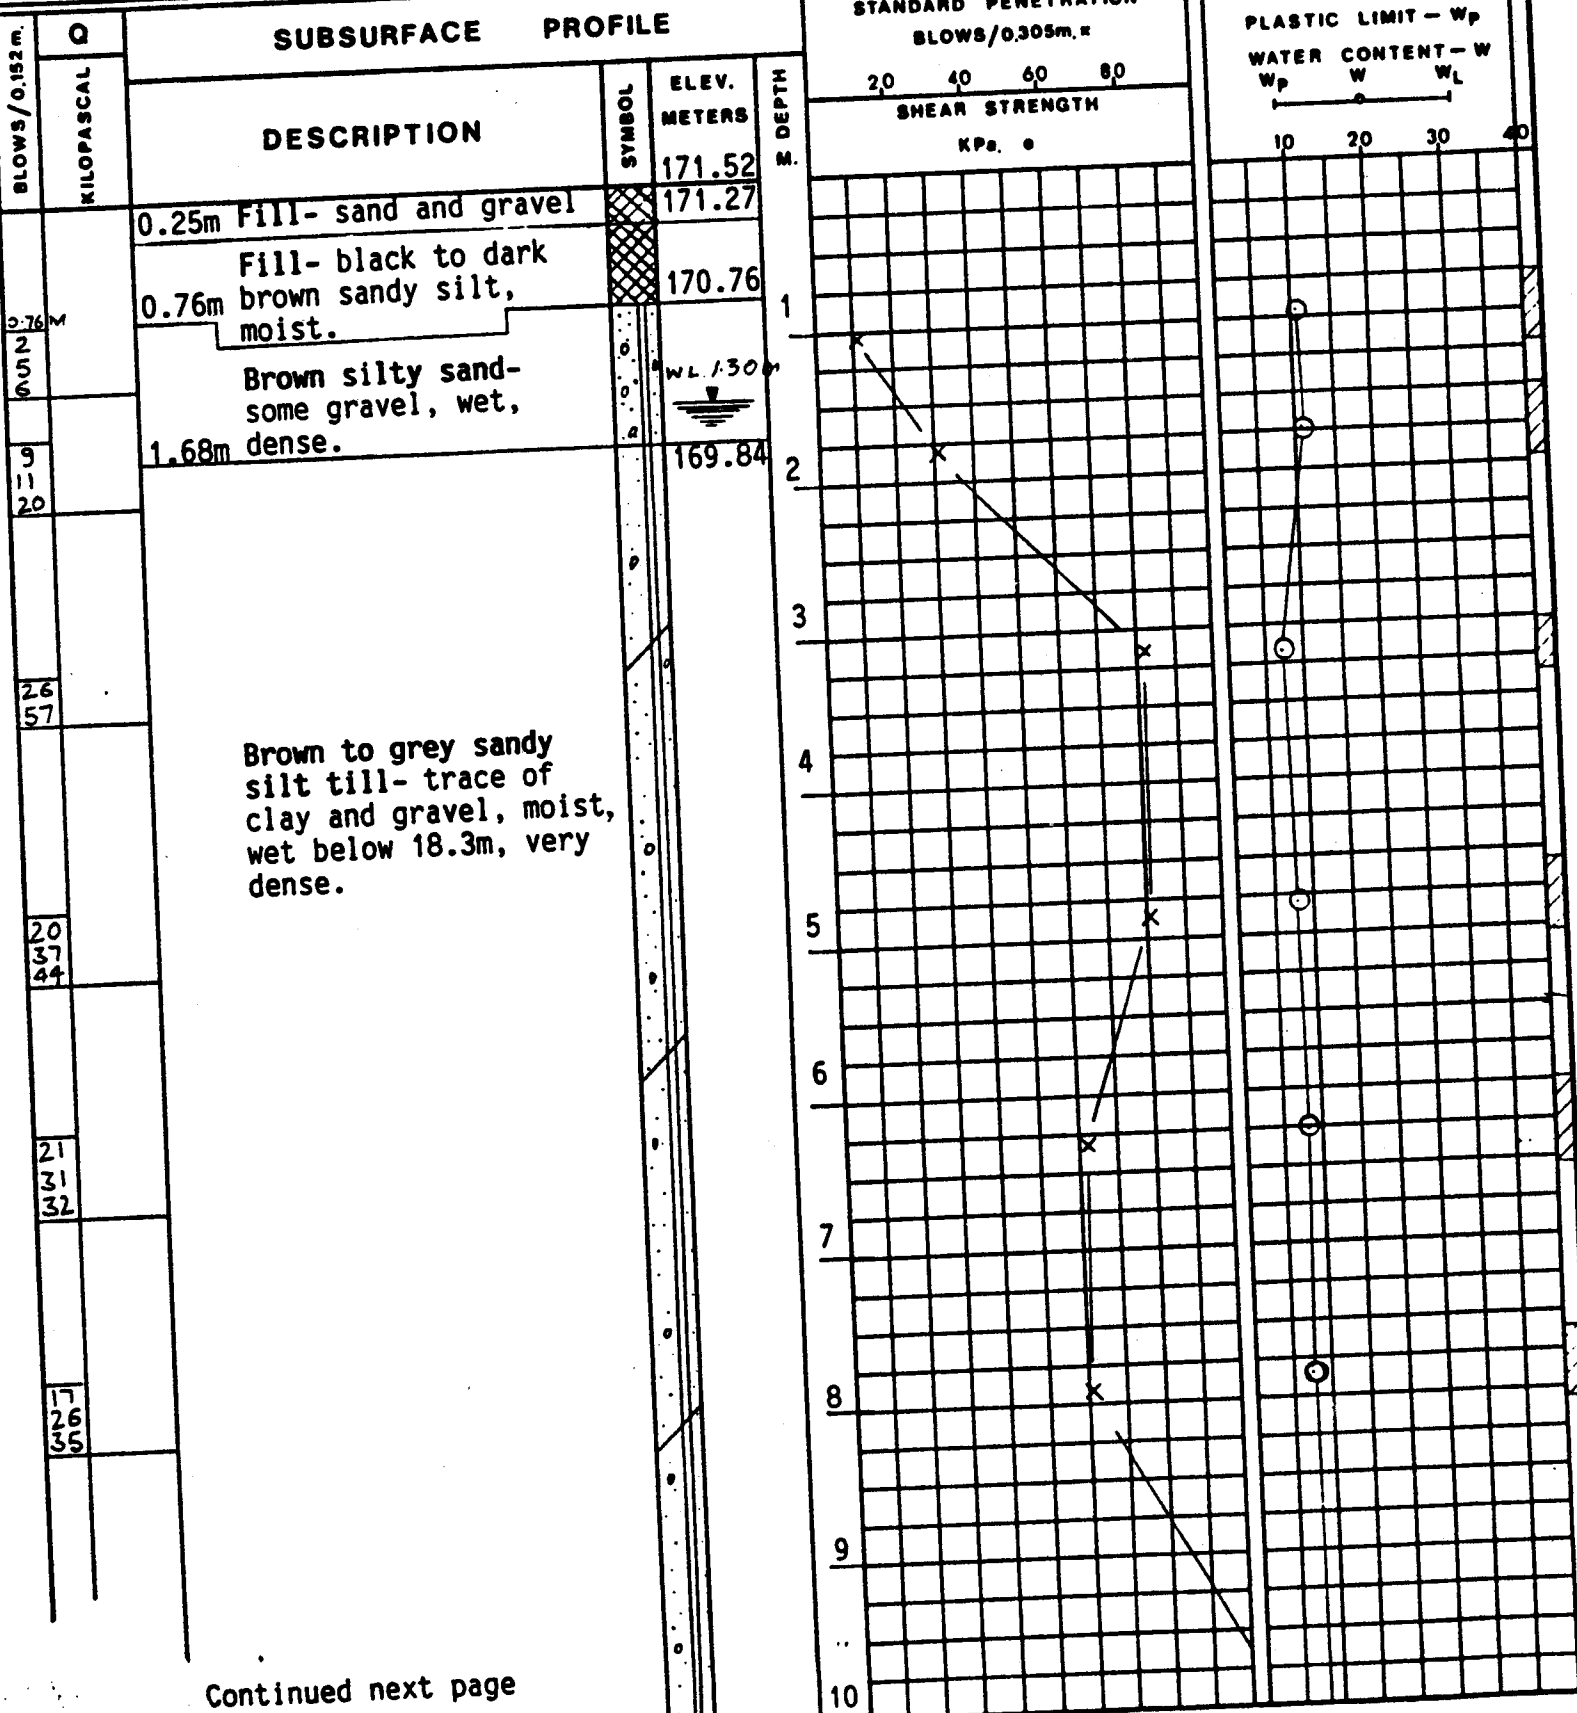 STANDARD PENETRATION
BLOWS/0.305m. x
20 40 60 80
SHEAR STRENGTH
KPa. •
PLASTIC LIMIT — Wp
WATER CONTENT — W
Wp W WL
10 20 30 40
BLOWS/0.152m.
Q
KILOPASCAL
SUBSURFACE PROFILE
DESCRIPTION
SYMBOL
ELEV.
METERS
M. DEPTH
171.52
0.25m Fill- sand and gravel
171.27
Fill- black to dark
0.76m brown sandy silt,
moist.
170.76
0.76 M
2
5
6
Brown silty sand-
some gravel, wet,
1.68m dense.
WL. 1.30m
169.84
9
11
20
26
57
Brown to grey sandy
silt till- trace of
clay and gravel, moist,
wet below 18.3m, very
dense.
20
37
44
21
31
32
17
26
35
1
2
3
4
5
6
7
8
9
10
Continued next page